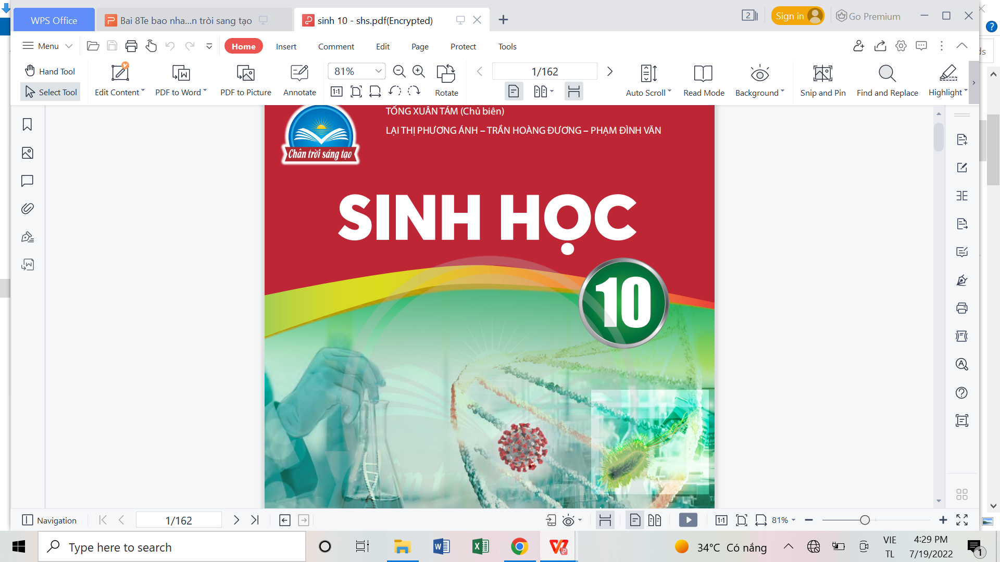 WPS Office
Bai 8Te bao nha...n tròi sang tạo
sinh 10 - shs.pdf(Encrypted)
2
Sign in
Go Premium
Menu
Home
Insert
Comment
Edit
Page
Protect
Tools
Hand Tool
Select Tool
Edit Content
PDF to Word
PDF to Picture
Annotate
81%
Rotate
1/162
Auto Scroll
Read Mode
Background
Snip and Pin
Find and Replace
Highlight
TỐNG XUÂN TÁM (Chủ biên)
LẠI THỊ PHƯƠNG ÁNH – TRẦN HOÀNG ĐƯƠNG – PHẠM ĐÌNH VĂN
Chân trời sáng tạo
SINH HỌC
10
Navigation
1/162
81%
Type here to search
34°C Có nắng
VIE
TL
4:29 PM
7/19/2022
1